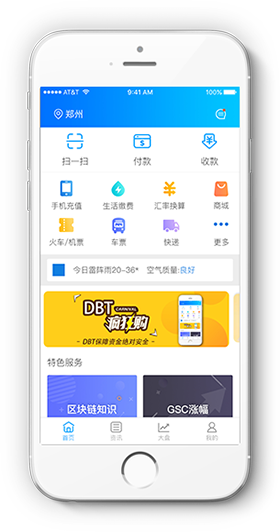 AT&T 9:41 AM 100%
郑州
扫一扫 付款 收款
手机充值 生活缴费 汇率换算 商城
火车/机票 车票 快递 更多
今日雷阵雨20-36° 空气质量:良好
DBT
CARNIVAL
疯狂购
- DBT保障资金绝对安全 -
特色服务
区块链知识 GSC涨幅
首页 资讯 大盘 我的